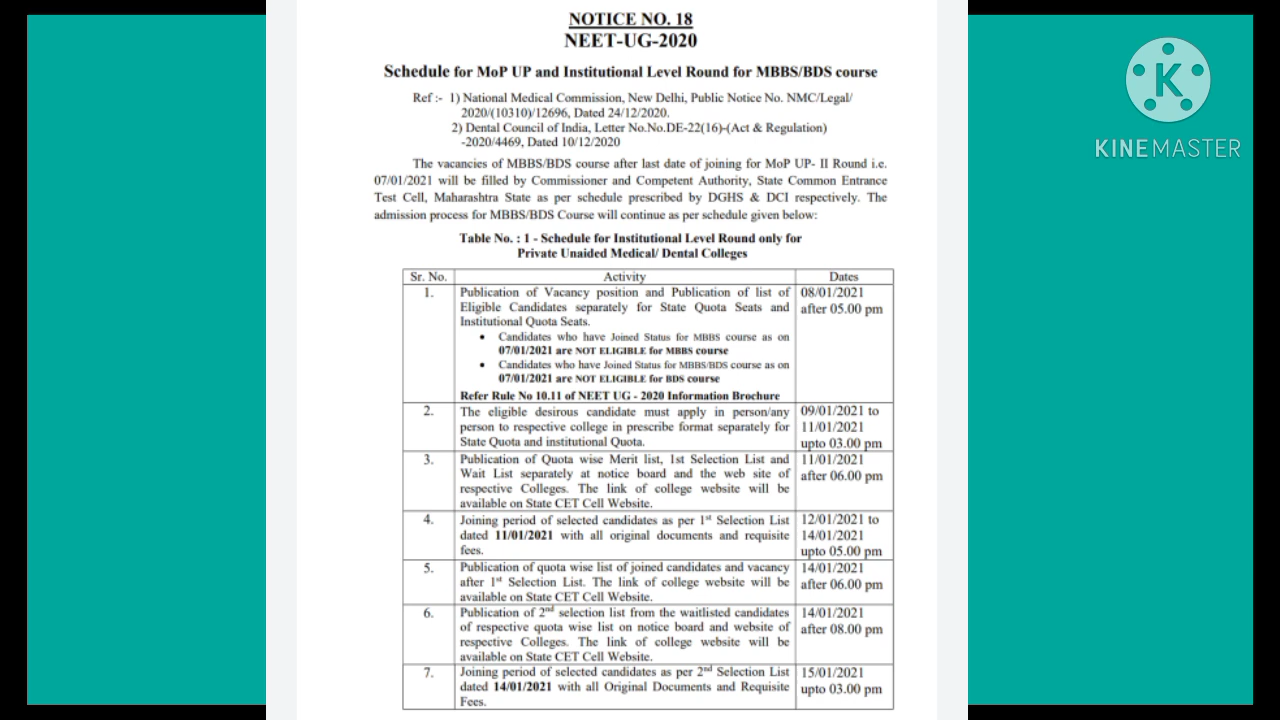 NOTICE NO. 18
NEET-UG-2020
Schedule for MoP UP and Institutional Level Round for MBBS/BDS course
Ref :- 1) National Medical Commission, New Delhi, Public Notice No. NMC/Legal/
2020/(10310)/12696, Dated 24/12/2020.
2) Dental Council of India, Letter No.No.DE-22(16)-(Act & Regulation)
-2020/4469, Dated 10/12/2020
The vacancies of MBBS/BDS course after last date of joining for MoP UP- II Round i.e.
07/01/2021 will be filled by Commissioner and Competent Authority, State Common Entrance
Test Cell, Maharashtra State as per schedule prescribed by DGHS & DCI respectively. The
admission process for MBBS/BDS Course will continue as per schedule given below:
Table No. : 1 - Schedule for Institutional Level Round only for
Private Unaided Medical/ Dental Colleges
Sr. No. Activity Dates
1. Publication of Vacancy position and Publication of list of 08/01/2021
Eligible Candidates separately for State Quota Seats and after 05.00 pm
Institutional Quota Seats.
• Candidates who have Joined Status for MBBS course as on
07/01/2021 are NOT ELIGIBLE for MBBS course
• Candidates who have Joined Status for MBBS/BDS course as on
07/01/2021 are NOT ELIGIBLE for BDS course
Refer Rule No 10.11 of NEET UG - 2020 Information Brochure
2. The eligible desirous candidate must apply in person/any 09/01/2021 to
person to respective college in prescribe format separately for 11/01/2021
State Quota and institutional Quota. upto 03.00 pm
3. Publication of Quota wise Merit list, 1st Selection List and 11/01/2021
Wait List separately at notice board and the web site of after 06.00 pm
respective Colleges. The link of college website will be
available on State CET Cell Website.
4. Joining period of selected candidates as per 1st Selection List 12/01/2021 to
dated 11/01/2021 with all original documents and requisite 14/01/2021
fees. upto 05.00 pm
5. Publication of quota wise list of joined candidates and vacancy 14/01/2021
after 1st Selection List. The link of college website will be after 06.00 pm
available on State CET Cell Website.
6. Publication of 2nd selection list from the waitlisted candidates 14/01/2021
of respective quota wise list on notice board and website of after 08.00 pm
respective Colleges. The link of college website will be
available on State CET Cell Website.
7. Joining period of selected candidates as per 2nd Selection List 15/01/2021
dated 14/01/2021 with all Original Documents and Requisite upto 03.00 pm
Fees.
K
KINEMASTER